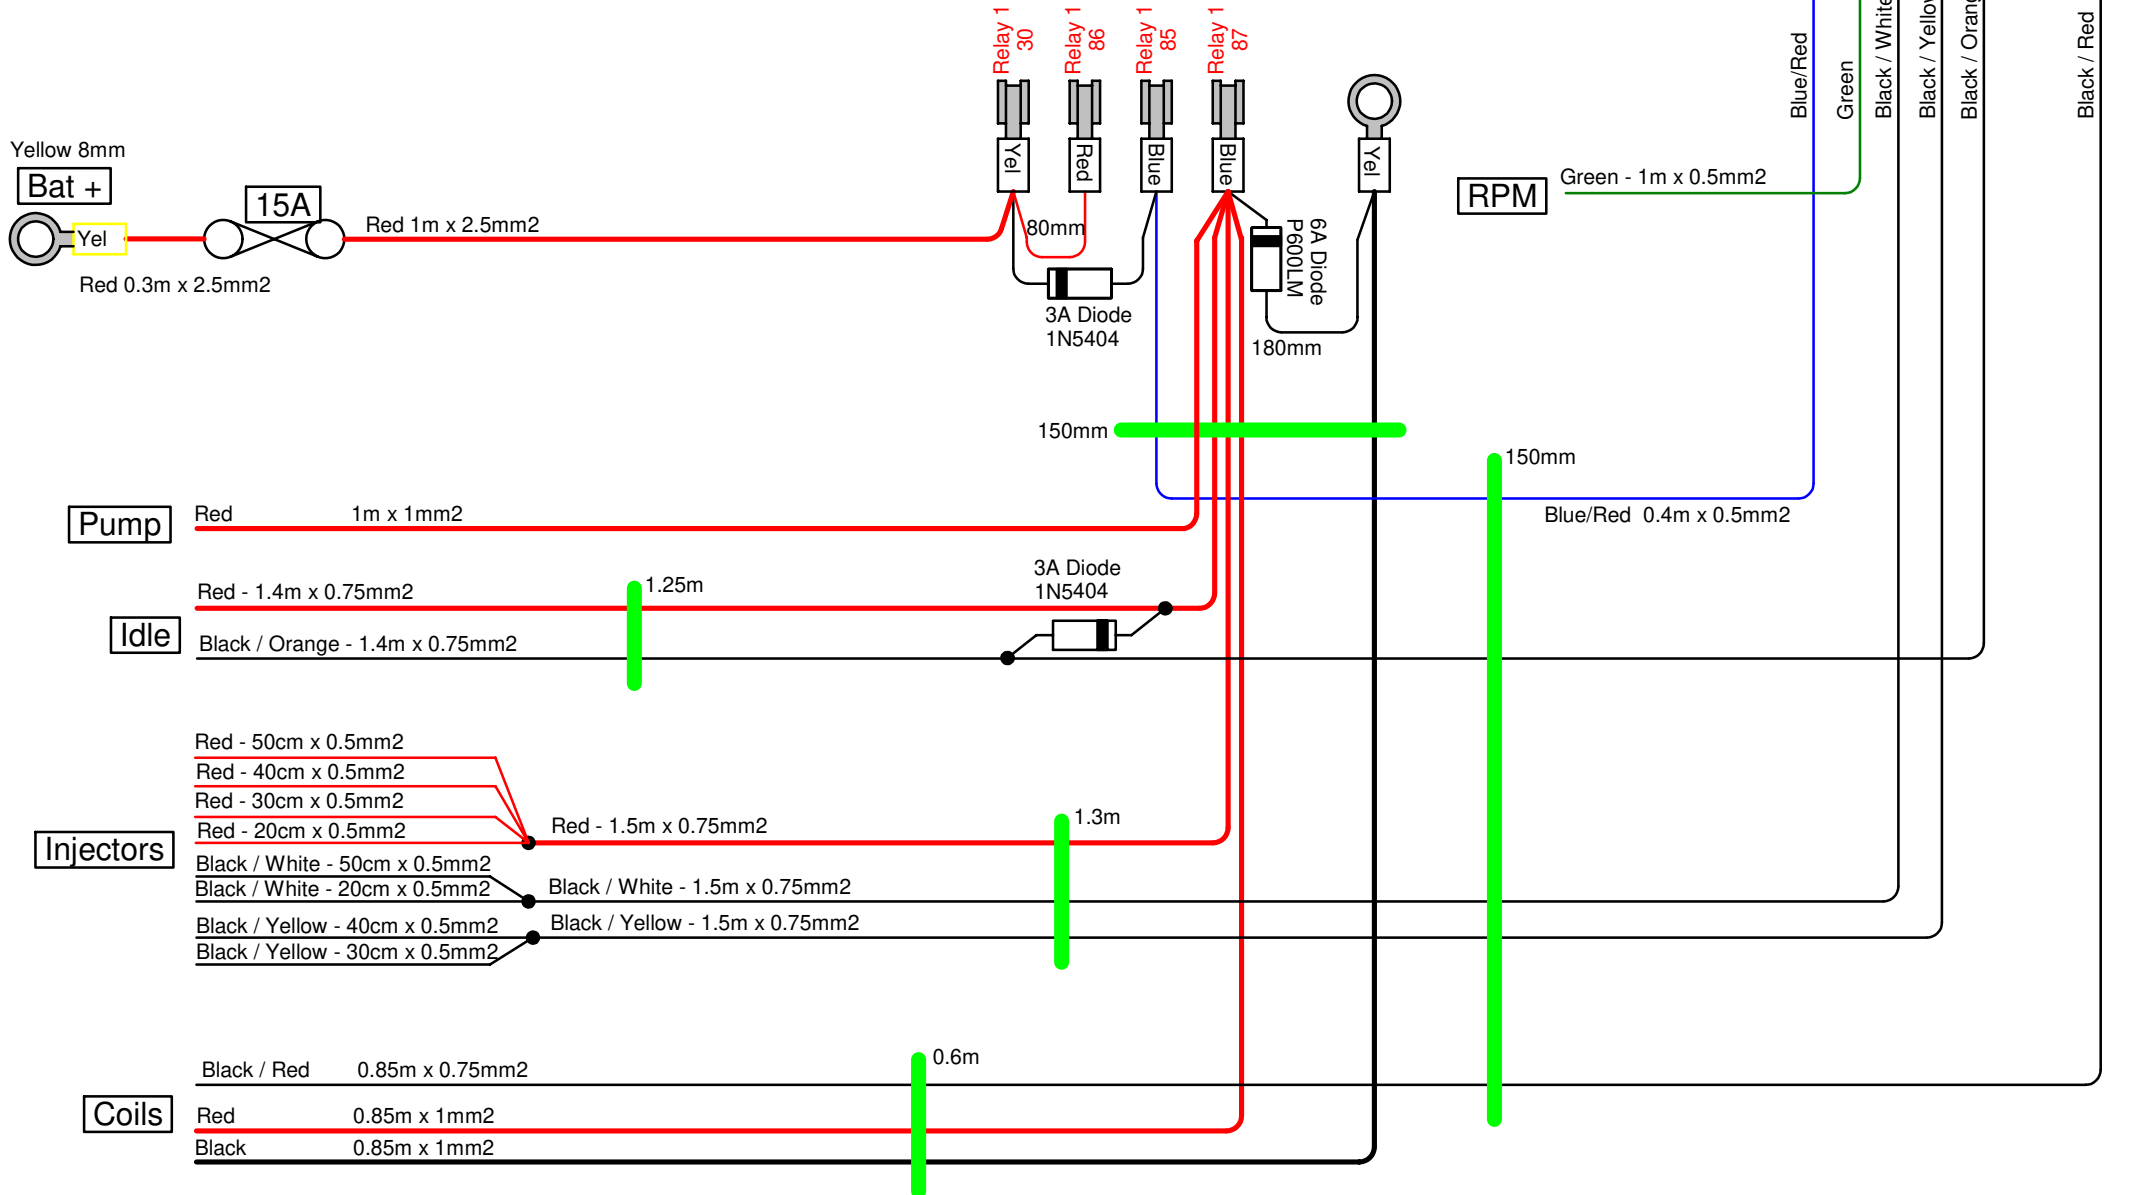 Relay 1
30
Relay 1
86
Relay 1
85
Relay 1
87
Blue/Red
Green
Black / White
Black / Yellow
Black / Orang
Black / Red
Yellow 8mm
Bat +
Yel
15A
Red 1m x 2.5mm2
Red 0.3m x 2.5mm2
Yel
Red
Blue
Blue
Yel
80mm
3A Diode
1N5404
6A Diode
P600LM
180mm
RPM
Green - 1m x 0.5mm2
150mm
150mm
Blue/Red 0.4m x 0.5mm2
Pump
Red 1m x 1mm2
Idle
Red - 1.4m x 0.75mm2
1.25m
3A Diode
1N5404
Black / Orange - 1.4m x 0.75mm2
Injectors
Red - 50cm x 0.5mm2
Red - 40cm x 0.5mm2
Red - 30cm x 0.5mm2
Red - 20cm x 0.5mm2
Red - 1.5m x 0.75mm2
1.3m
Black / White - 50cm x 0.5mm2
Black / White - 20cm x 0.5mm2
Black / White - 1.5m x 0.75mm2
Black / Yellow - 40cm x 0.5mm2
Black / Yellow - 30cm x 0.5mm2
Black / Yellow - 1.5m x 0.75mm2
Coils
Black / Red 0.85m x 0.75mm2
0.6m
Red 0.85m x 1mm2
Black 0.85m x 1mm2